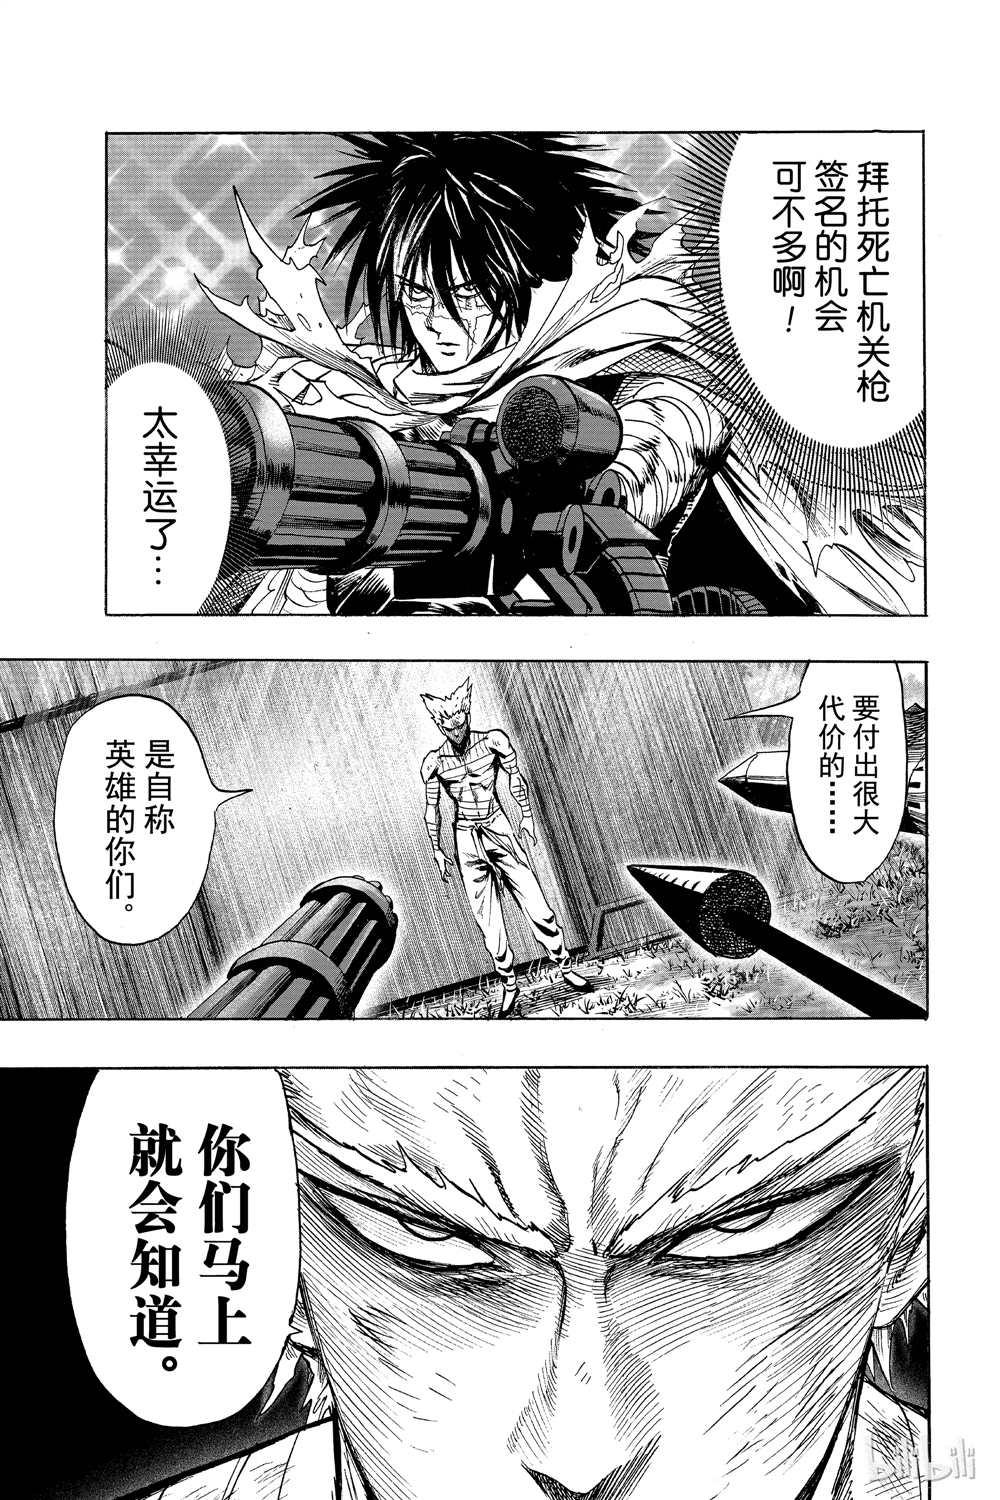 拜托死亡机关枪
签名的机会
可不多啊！
太幸运了…
要付出很大
代价的……
是自称
英雄的你们。
你们马上
就会知道。
bilibili